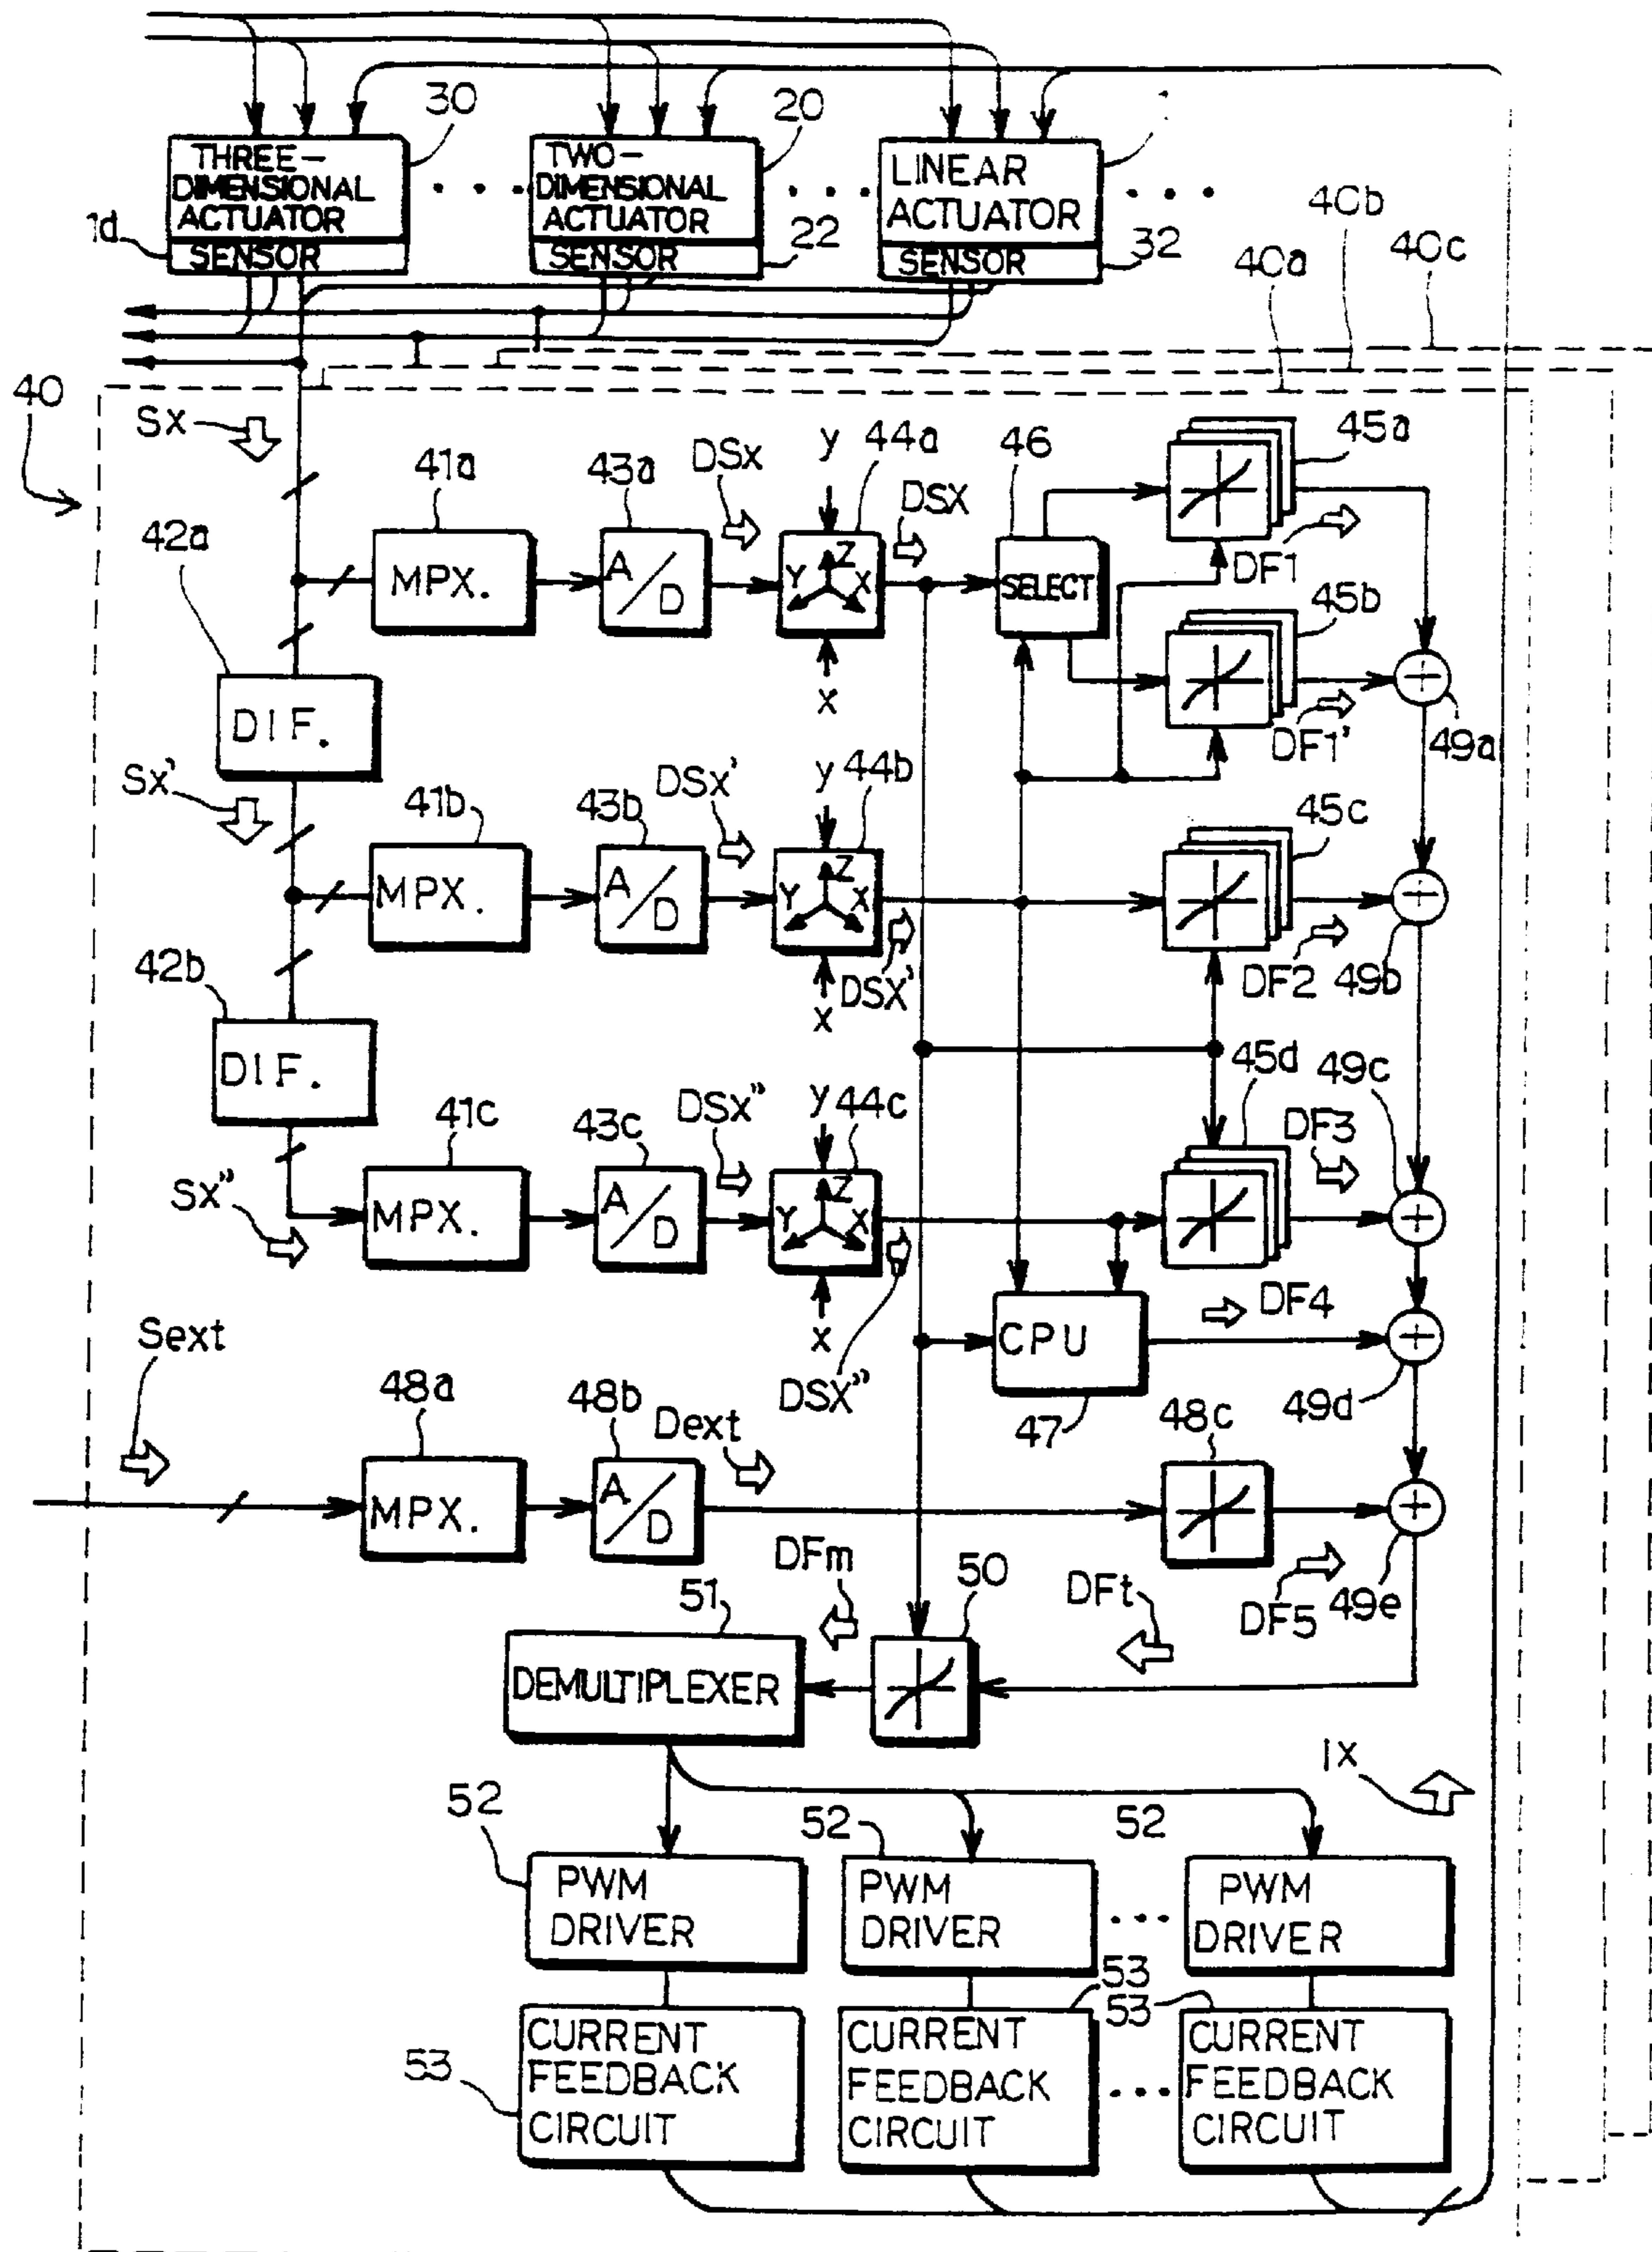 30
20
THREE-
DIMENSIONAL
ACTUATOR
TWO-
DIMENSIONAL
ACTUATOR
LINEAR
ACTUATOR
1d
SENSOR
SENSOR
22
SENSOR
32
40a
40b
40c
40
Sx
41a
43a
DSx
y
44a
DSX
46
45a
42a
MPX.
A/D
Z
Y
X
SELECT
DF1
45b
x
DIF.
DF1'
49a
Sx'
41b
43b
DSx'
y
44b
45c
MPX.
A/D
Z
Y
X
42b
x
DSX'
DF2
49b
DIF.
41c
43c
DSx"
y
44c
45d
49c
DF3
Sx"
MPX.
A/D
Z
Y
X
x
DSX"
CPU
DF4
47
49d
Sext
48a
48b
Dext
48c
MPX.
A/D
DFm
50
DFt
DF5
49e
51
DEMULTIPLEXER
Ix
52
52
52
PWM
DRIVER
PWM
DRIVER
PWM
DRIVER
53
53
53
CURRENT
FEEDBACK
CIRCUIT
CURRENT
FEEDBACK
CIRCUIT
CURRENT
FEEDBACK
CIRCUIT